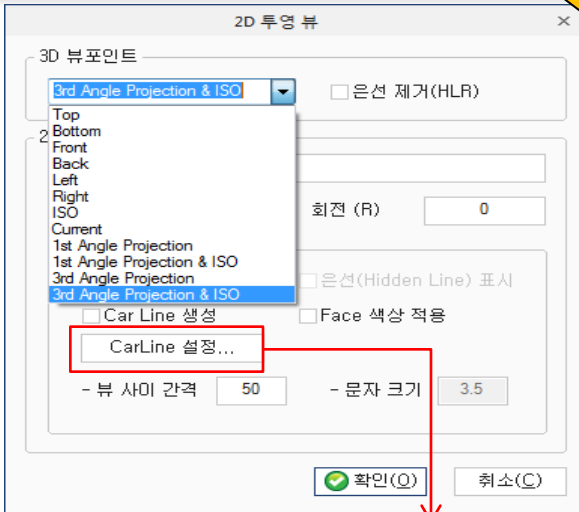 2D 투영 뷰
3D 뷰포인트
3rd Angle Projection & ISO
은선 제거(HLR)
Top
Bottom
Front
Back
Left
Right
ISO
Current
1st Angle Projection
1st Angle Projection & ISO
3rd Angle Projection
3rd Angle Projection & ISO
2
회전 (R) 0
은선(Hidden Line) 표시
Car Line 생성 Face 색상 적용
CarLine 설정...
- 뷰 사이 간격 50 - 문자 크기 3.5
확인(O) 취소(C)